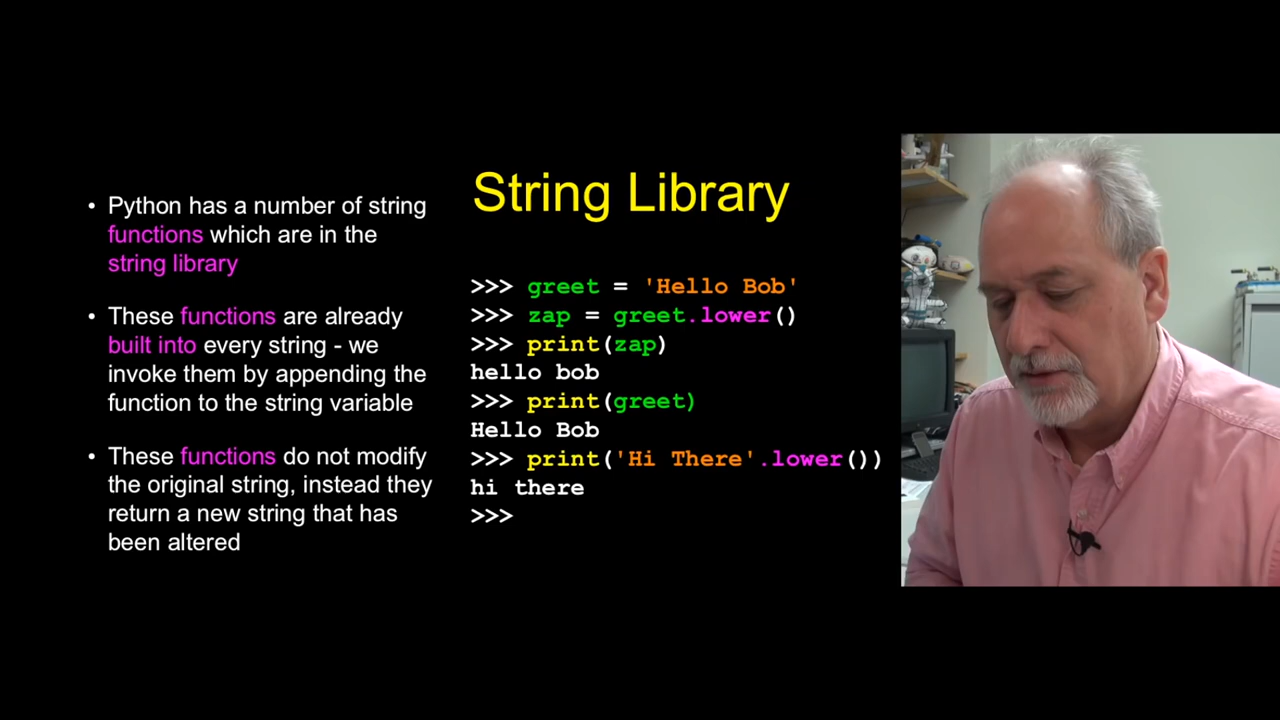 String Library
• Python has a number of string
functions which are in the
string library
• These functions are already
built into every string - we
invoke them by appending the
function to the string variable
• These functions do not modify
the original string, instead they
return a new string that has
been altered
>>> greet = 'Hello Bob'
>>> zap = greet.lower()
>>> print(zap)
hello bob
>>> print(greet)
Hello Bob
>>> print('Hi There'.lower())
hi there
>>>